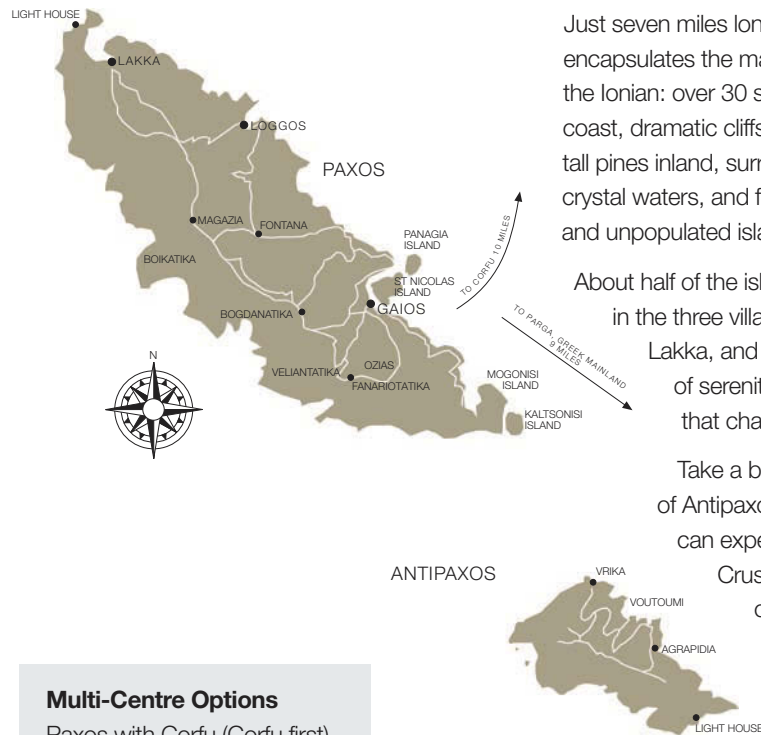 LIGHT HOUSE
LAKKA
LOGGOS
PAXOS
MAGAZIA
FONTANA
BOIKATIKA
PANAGIA
ISLAND
ST NICOLAS
ISLAND
GAIOS
BOGDANATIKA
VELIANTATIKA
OZIAS
FANARIOTATIKA
MOGONISI
ISLAND
KALTSONISI
ISLAND
TO CORFU 10 MILES
TO PARGA, GREEK MAINLAND
9 MILES
N
Just seven miles lon
encapsulates the ma
the Ionian: over 30 s
coast, dramatic cliffs
tall pines inland, surr
crystal waters, and f
and unpopulated isla
About half of the isl
in the three villa
Lakka, and
of serenit
that cha
Take a b
of Antipaxo
can expe
Crus
ANTIPAXOS
VRIKA
VOUTOUMI
AGRAPIDIA
LIGHT HOUSE
Multi-Centre Options
Paxos with Corfu (Corfu first)